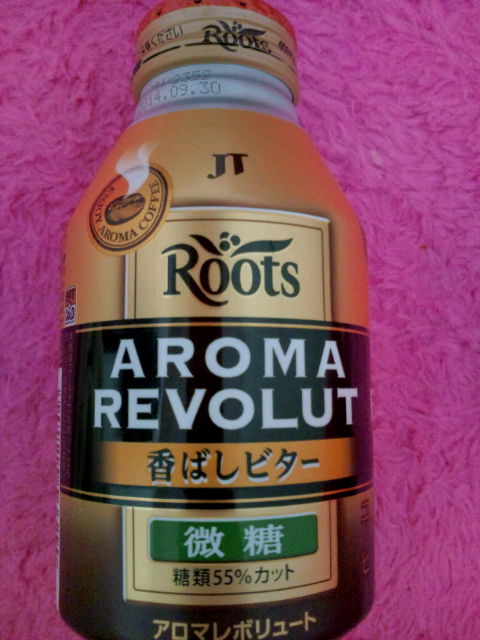 Roots
2014.09.30
JT
ENJOY AROMA COFFEE
Roots
AROMA
REVOLUT
香ばしビター
微糖
糖類55%カット
アロマレボリュート